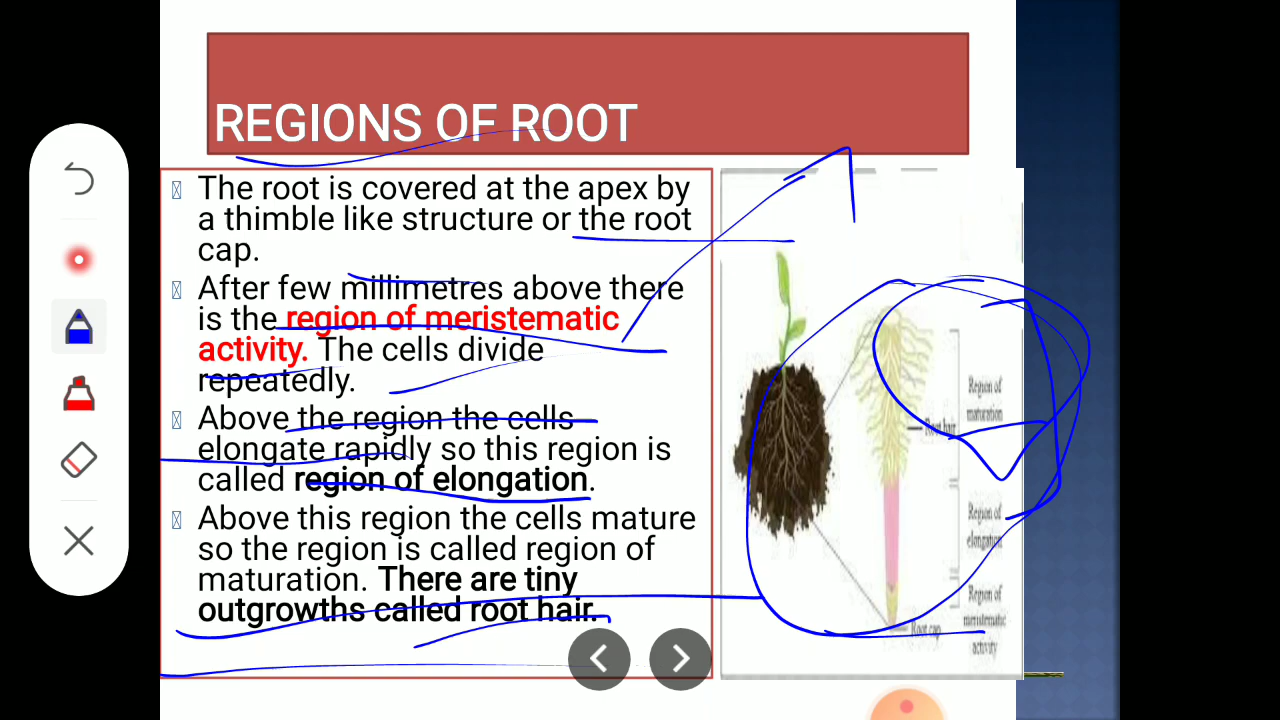 REGIONS OF ROOT
The root is covered at the apex by
a thimble like structure or the root
cap.
After few millimetres above there
is the region of meristematic
activity. The cells divide
repeatedly.
Above the region the cells
elongate rapidly so this region is
called region of elongation.
Above this region the cells mature
so the region is called region of
maturation. There are tiny
outgrowths called root hair.
Region of
maturation
Root hair
Region of
elongation
Region of
meristematic
activity
Root cap